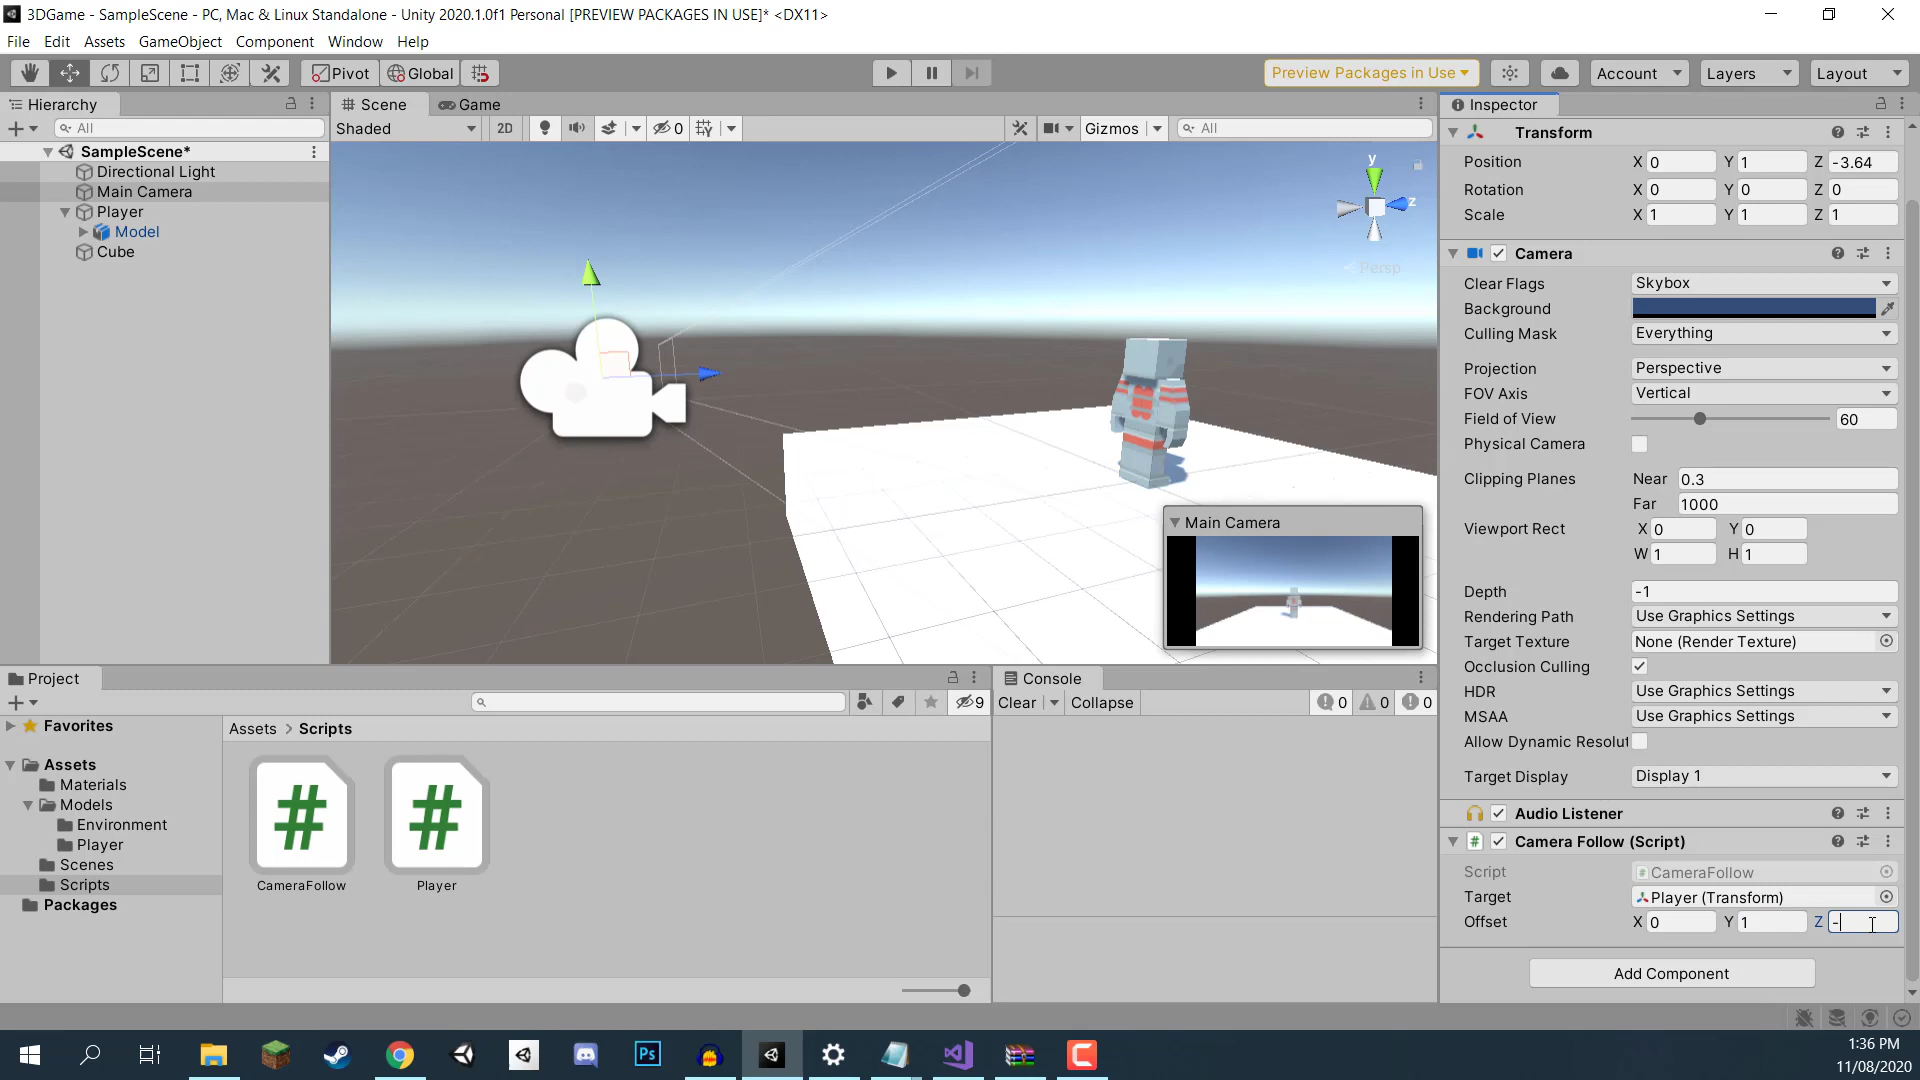 3DGame - SampleScene - PC, Mac & Linux Standalone - Unity 2020.1.0f1 Personal [PREVIEW PACKAGES IN USE]* <DX11>
File Edit Assets GameObject Component Window Help
Pivot Global Preview Packages in Use Account Layers Layout
Hierarchy
All
SampleScene*
Directional Light
Main Camera
Player
Model
Cube
Scene Game
Shaded 2D 0 Gizmos All
y
z
Persp
Main Camera
Inspector
Transform
Position X 0 Y 1 Z -3.64
Rotation X 0 Y 0 Z 0
Scale X 1 Y 1 Z 1
Camera
Clear Flags Skybox
Background
Culling Mask Everything
Projection Perspective
FOV Axis Vertical
Field of View 60
Physical Camera
Clipping Planes Near 0.3
Far 1000
Viewport Rect X 0 Y 0
W 1 H 1
Depth -1
Rendering Path Use Graphics Settings
Target Texture None (Render Texture)
Occlusion Culling
HDR Use Graphics Settings
MSAA Use Graphics Settings
Allow Dynamic Resolut
Target Display Display 1
Audio Listener
Camera Follow (Script)
Script # CameraFollow
Target Player (Transform)
Offset X 0 Y 1 Z -
Add Component
Project
9
Favorites
Assets
Materials
Models
Environment
Player
Scenes
Scripts
Packages
Assets > Scripts
#
CameraFollow
#
Player
Console
Clear Collapse 0 0 0
Ps
1:36 PM
11/08/2020